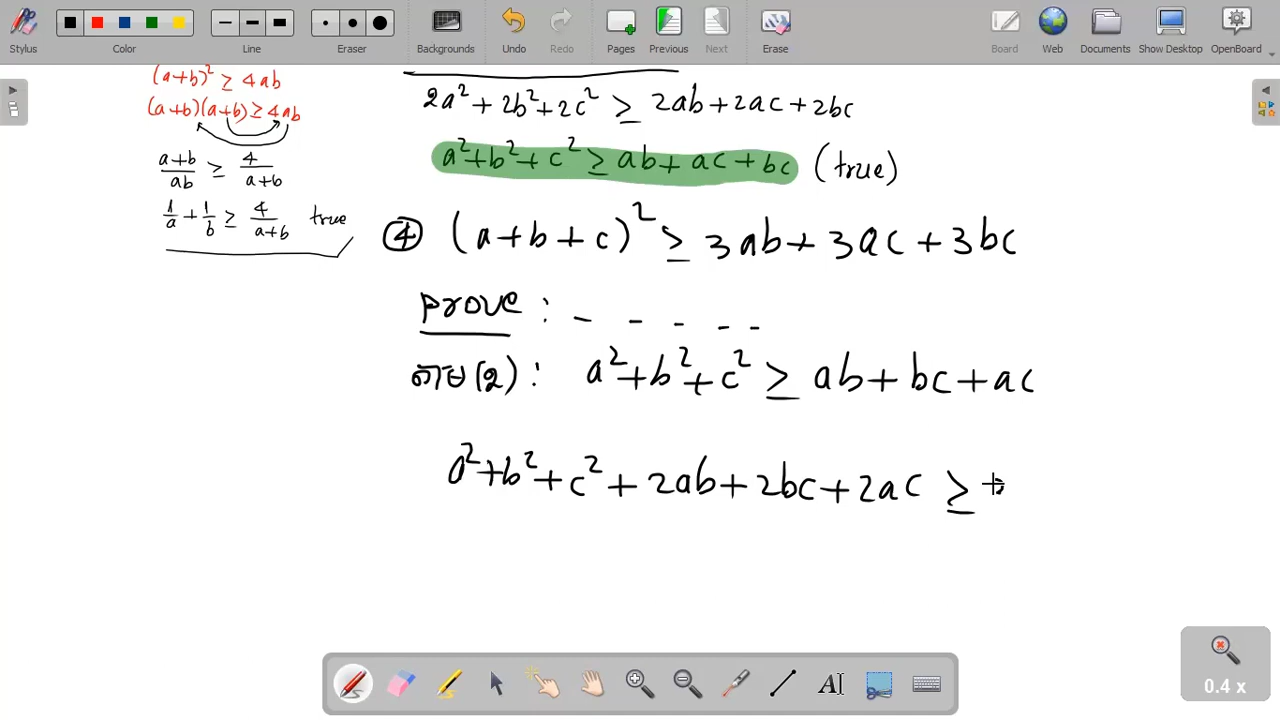 Stylus
Color
Line
Eraser
Backgrounds
Undo
Redo
Pages
Previous
Next
Erase
Board
Web
Documents
Show Desktop
OpenBoard
(a+b)² ≥ 4ab
(a+b)(a+b) ≥ 4ab
(a+b)/ab ≥ 4/(a+b)
1/a + 1/b ≥ 4/(a+b) true
2a² + 2b² + 2c² ≥ 2ab + 2ac + 2bc
a² + b² + c² ≥ ab + ac + bc (true)
④ (a+b+c)² ≥ 3ab + 3ac + 3bc
prove : - - - - -
តាម(2) : a² + b² + c² ≥ ab + bc + ac
a² + b² + c² + 2ab + 2bc + 2ac ≥
0.4 x